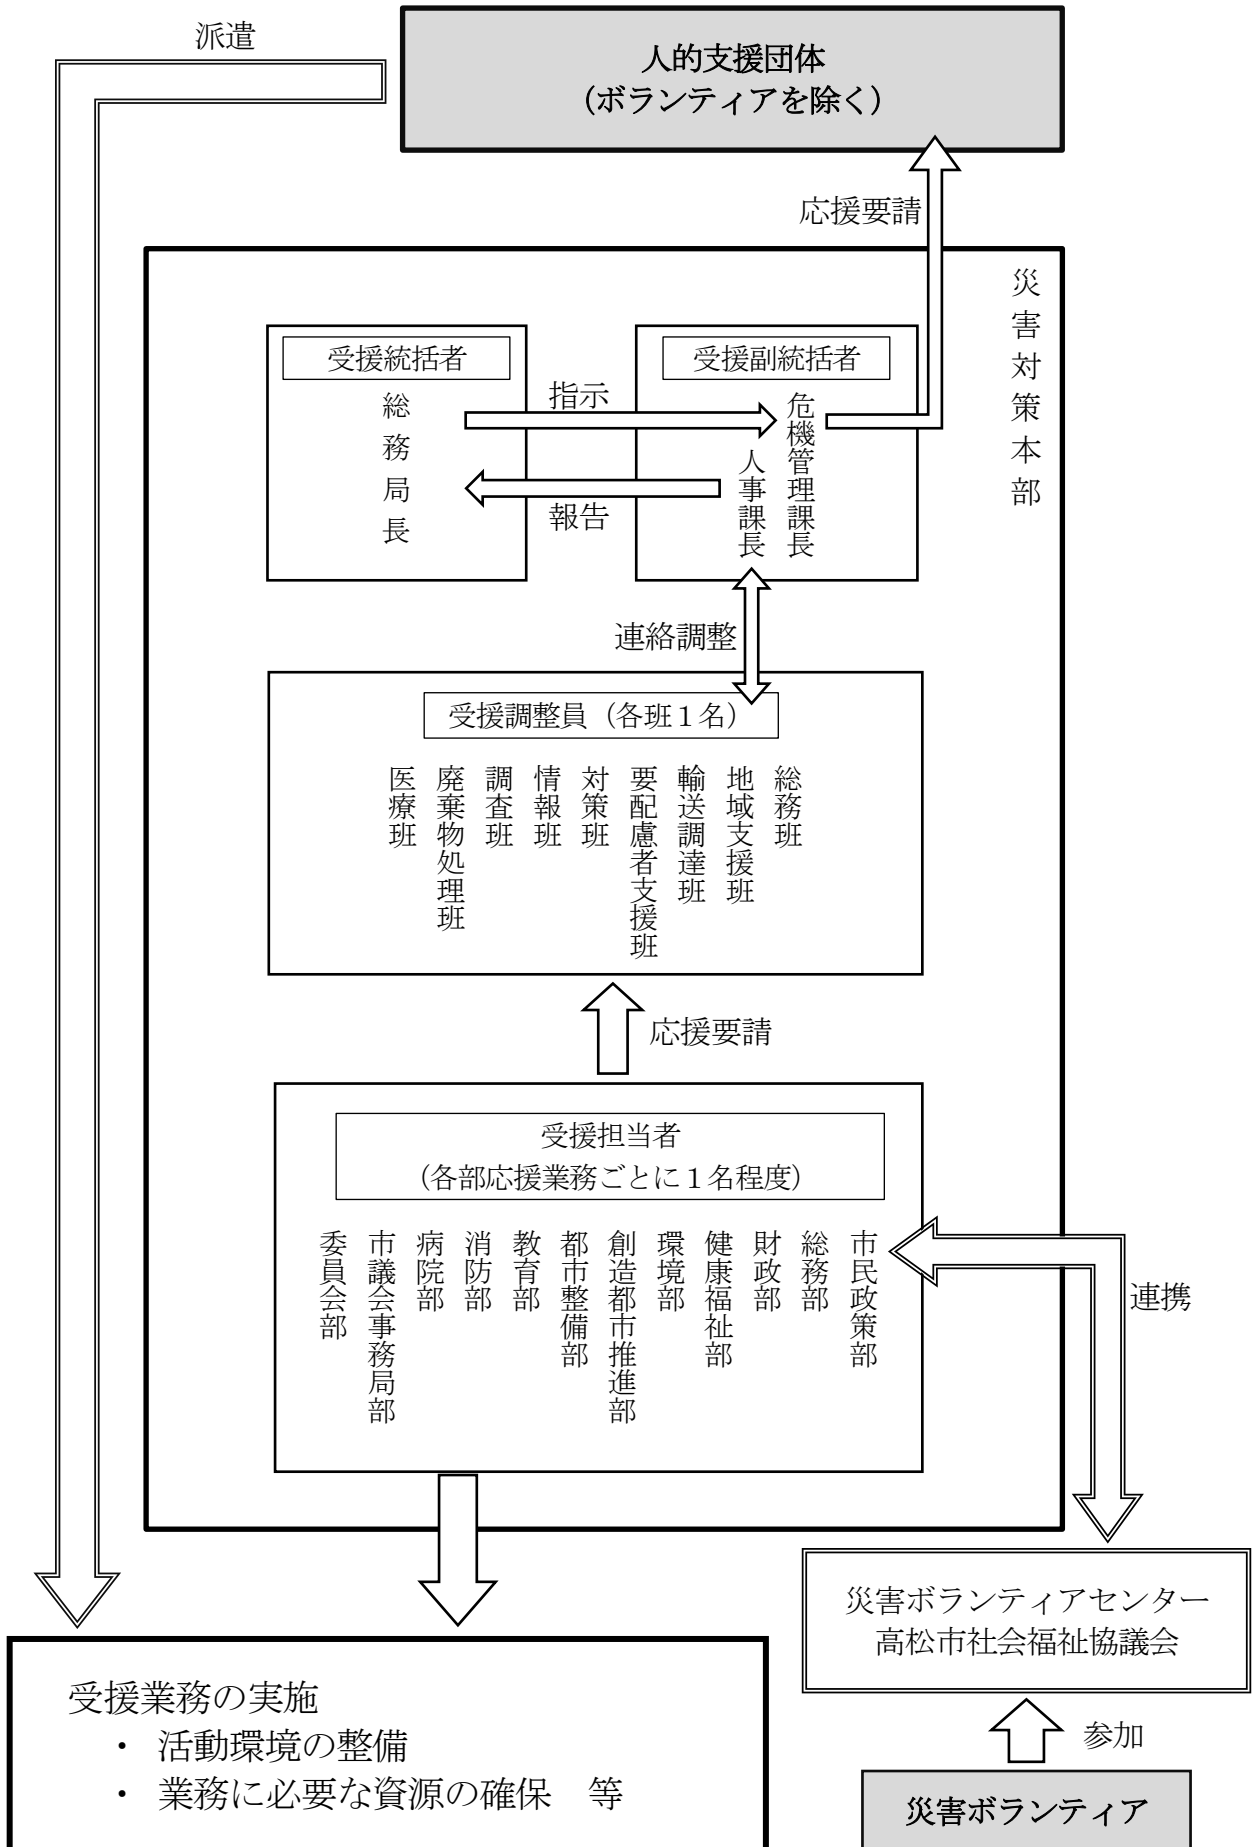 派遣
人的支援団体
（ボランティアを除く）
応援要請
災害対策本部
受援統括者
総務局長
指示
報告
受援副統括者
危機管理課長
人事課長
連絡調整
受援調整員（各班１名）
総務班
地域支援班
輸送調達班
要配慮者支援班
対策班
情報班
調査班
廃棄物処理班
医療班
応援要請
受援担当者
（各部応援業務ごとに１名程度）
市民政策部
総務部
財政部
健康福祉部
環境部
創造都市推進部
都市整備部
教育部
消防部
病院部
市議会事務局部
委員会部
連携
災害ボランティアセンター
高松市社会福祉協議会
参加
災害ボランティア
受援業務の実施
・ 活動環境の整備
・ 業務に必要な資源の確保　等